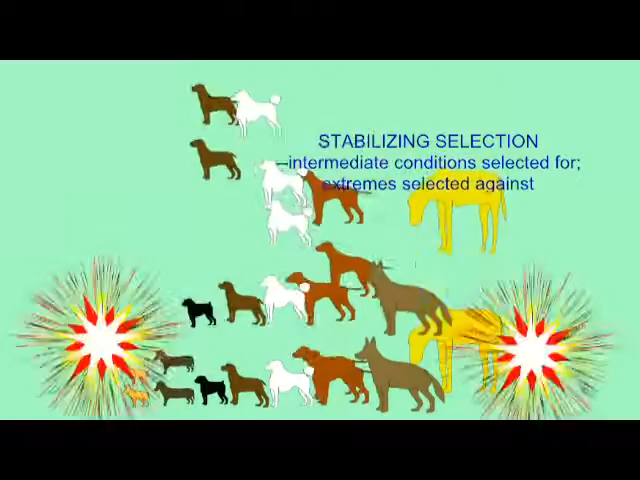 STABILIZING SELECTION
--intermediate conditions selected for;
extremes selected against